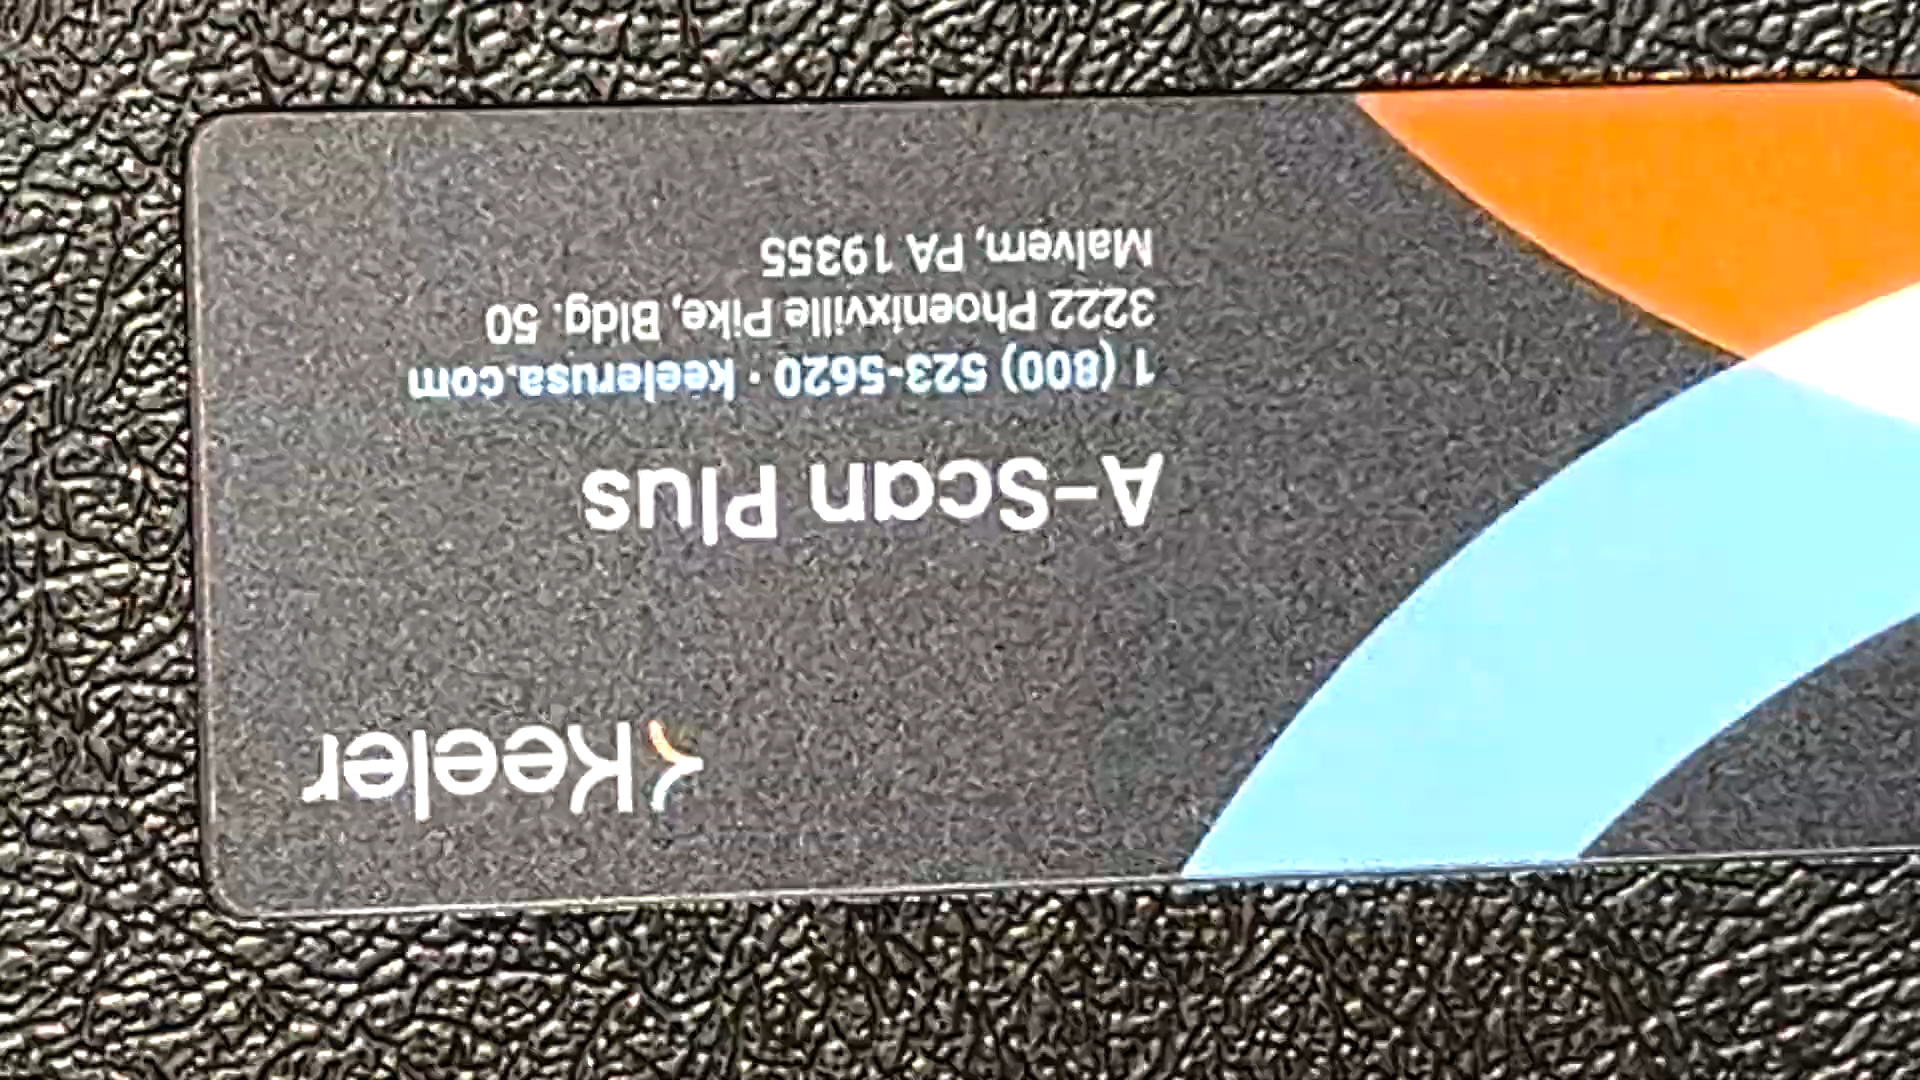 Keeler
A-Scan Plus
1 (800) 523-5620 · keelerusa.com
3222 Phoenixville Pike, Bldg. 50
Malvern, PA 19355